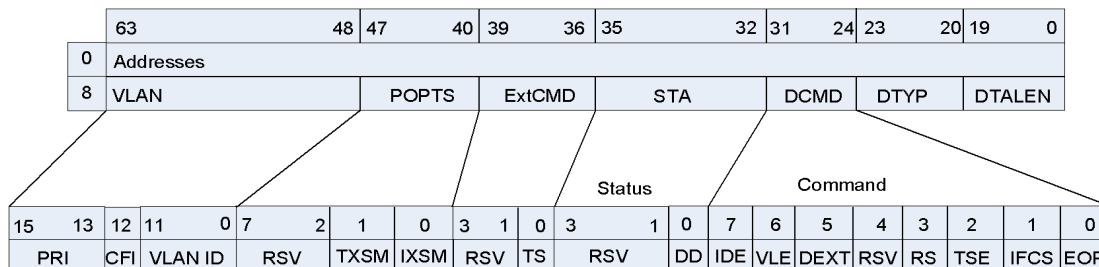 63 48 47 40 39 36 35 32 31 24 23 20 19 0
0 Addresses
8 VLAN POPTS ExtCMD STA DCMD DTYP DTALEN
Status Command
15 13 12 11 0 7 2 1 0 3 1 0 3 1 0 7 6 5 4 3 2 1 0
PRI CFI VLAN ID RSV TXSM IXSM RSV TS RSV DD IDE VLE DEXT RSV RS TSE IFCS EOP